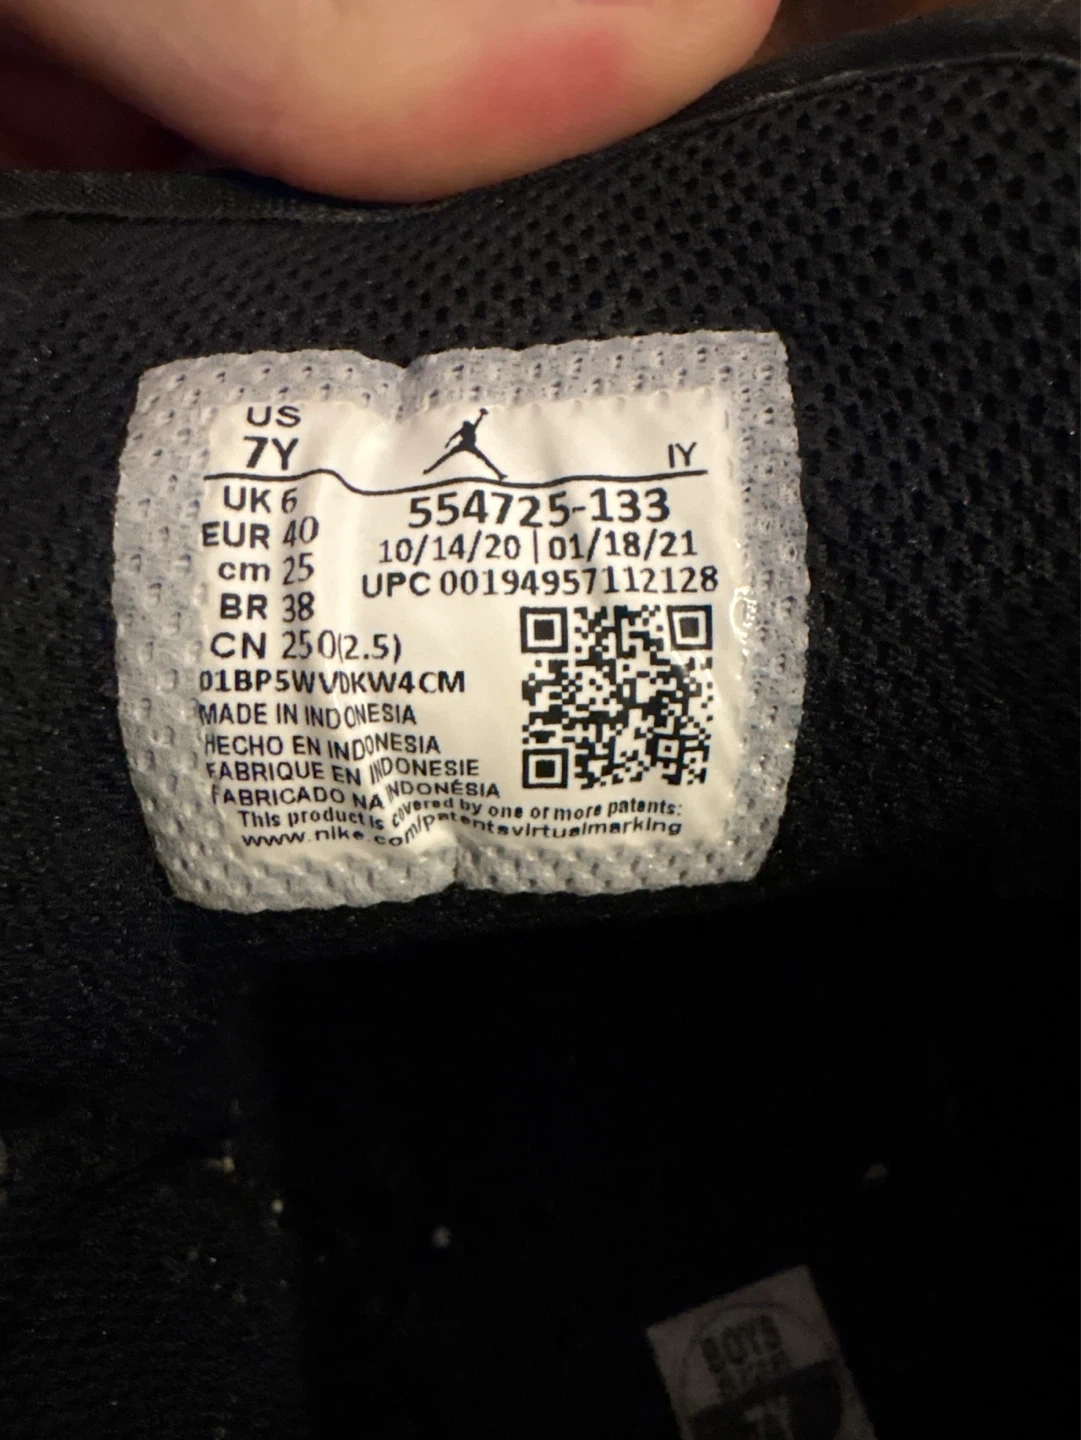 US
7Y
IY
UK 6
EUR 40
cm 25
BR 38
CN 250(2.5)
554725-133
10/14/20 | 01/18/21
UPC 00194957112128
01BP5WVDKW4CM
MADE IN INDONESIA
HECHO EN INDONESIA
FABRIQUE EN INDONESIE
FABRICADO NA INDONÉSIA
This product is covered by one or more patents:
www.nike.com/patentsvirtualmarking
BOYS
7Y